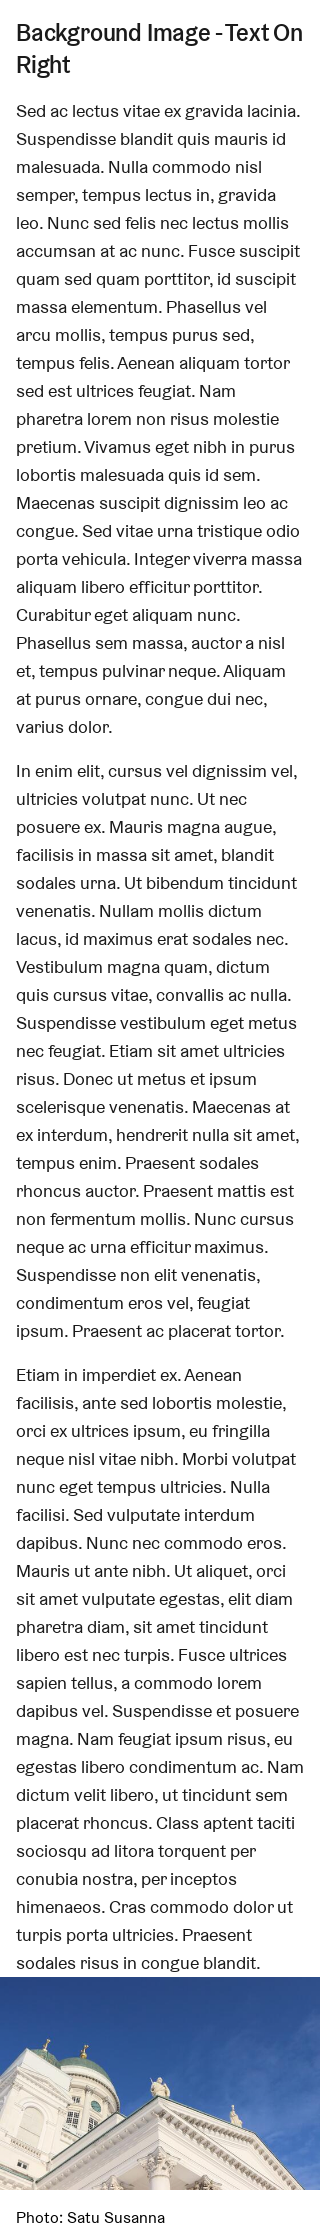 Background Image - Text On
Right
Sed ac lectus vitae ex gravida lacinia.
Suspendisse blandit quis mauris id
malesuada. Nulla commodo nisl
semper, tempus lectus in, gravida
leo. Nunc sed felis nec lectus mollis
accumsan at ac nunc. Fusce suscipit
quam sed quam porttitor, id suscipit
massa elementum. Phasellus vel
arcu mollis, tempus purus sed,
tempus felis. Aenean aliquam tortor
sed est ultrices feugiat. Nam
pharetra lorem non risus molestie
pretium. Vivamus eget nibh in purus
lobortis malesuada quis id sem.
Maecenas suscipit dignissim leo ac
congue. Sed vitae urna tristique odio
porta vehicula. Integer viverra massa
aliquam libero efficitur porttitor.
Curabitur eget aliquam nunc.
Phasellus sem massa, auctor a nisl
et, tempus pulvinar neque. Aliquam
at purus ornare, congue dui nec,
varius dolor.
In enim elit, cursus vel dignissim vel,
ultricies volutpat nunc. Ut nec
posuere ex. Mauris magna augue,
facilisis in massa sit amet, blandit
sodales urna. Ut bibendum tincidunt
venenatis. Nullam mollis dictum
lacus, id maximus erat sodales nec.
Vestibulum magna quam, dictum
quis cursus vitae, convallis ac nulla.
Suspendisse vestibulum eget metus
nec feugiat. Etiam sit amet ultricies
risus. Donec ut metus et ipsum
scelerisque venenatis. Maecenas at
ex interdum, hendrerit nulla sit amet,
tempus enim. Praesent sodales
rhoncus auctor. Praesent mattis est
non fermentum mollis. Nunc cursus
neque ac urna efficitur maximus.
Suspendisse non elit venenatis,
condimentum eros vel, feugiat
ipsum. Praesent ac placerat tortor.
Etiam in imperdiet ex. Aenean
facilisis, ante sed lobortis molestie,
orci ex ultrices ipsum, eu fringilla
neque nisl vitae nibh. Morbi volutpat
nunc eget tempus ultricies. Nulla
facilisi. Sed vulputate interdum
dapibus. Nunc nec commodo eros.
Mauris ut ante nibh. Ut aliquet, orci
sit amet vulputate egestas, elit diam
pharetra diam, sit amet tincidunt
libero est nec turpis. Fusce ultrices
sapien tellus, a commodo lorem
dapibus vel. Suspendisse et posuere
magna. Nam feugiat ipsum risus, eu
egestas libero condimentum ac. Nam
dictum velit libero, ut tincidunt sem
placerat rhoncus. Class aptent taciti
sociosqu ad litora torquent per
conubia nostra, per inceptos
himenaeos. Cras commodo dolor ut
turpis porta ultricies. Praesent
sodales risus in congue blandit.
Photo: Satu Susanna